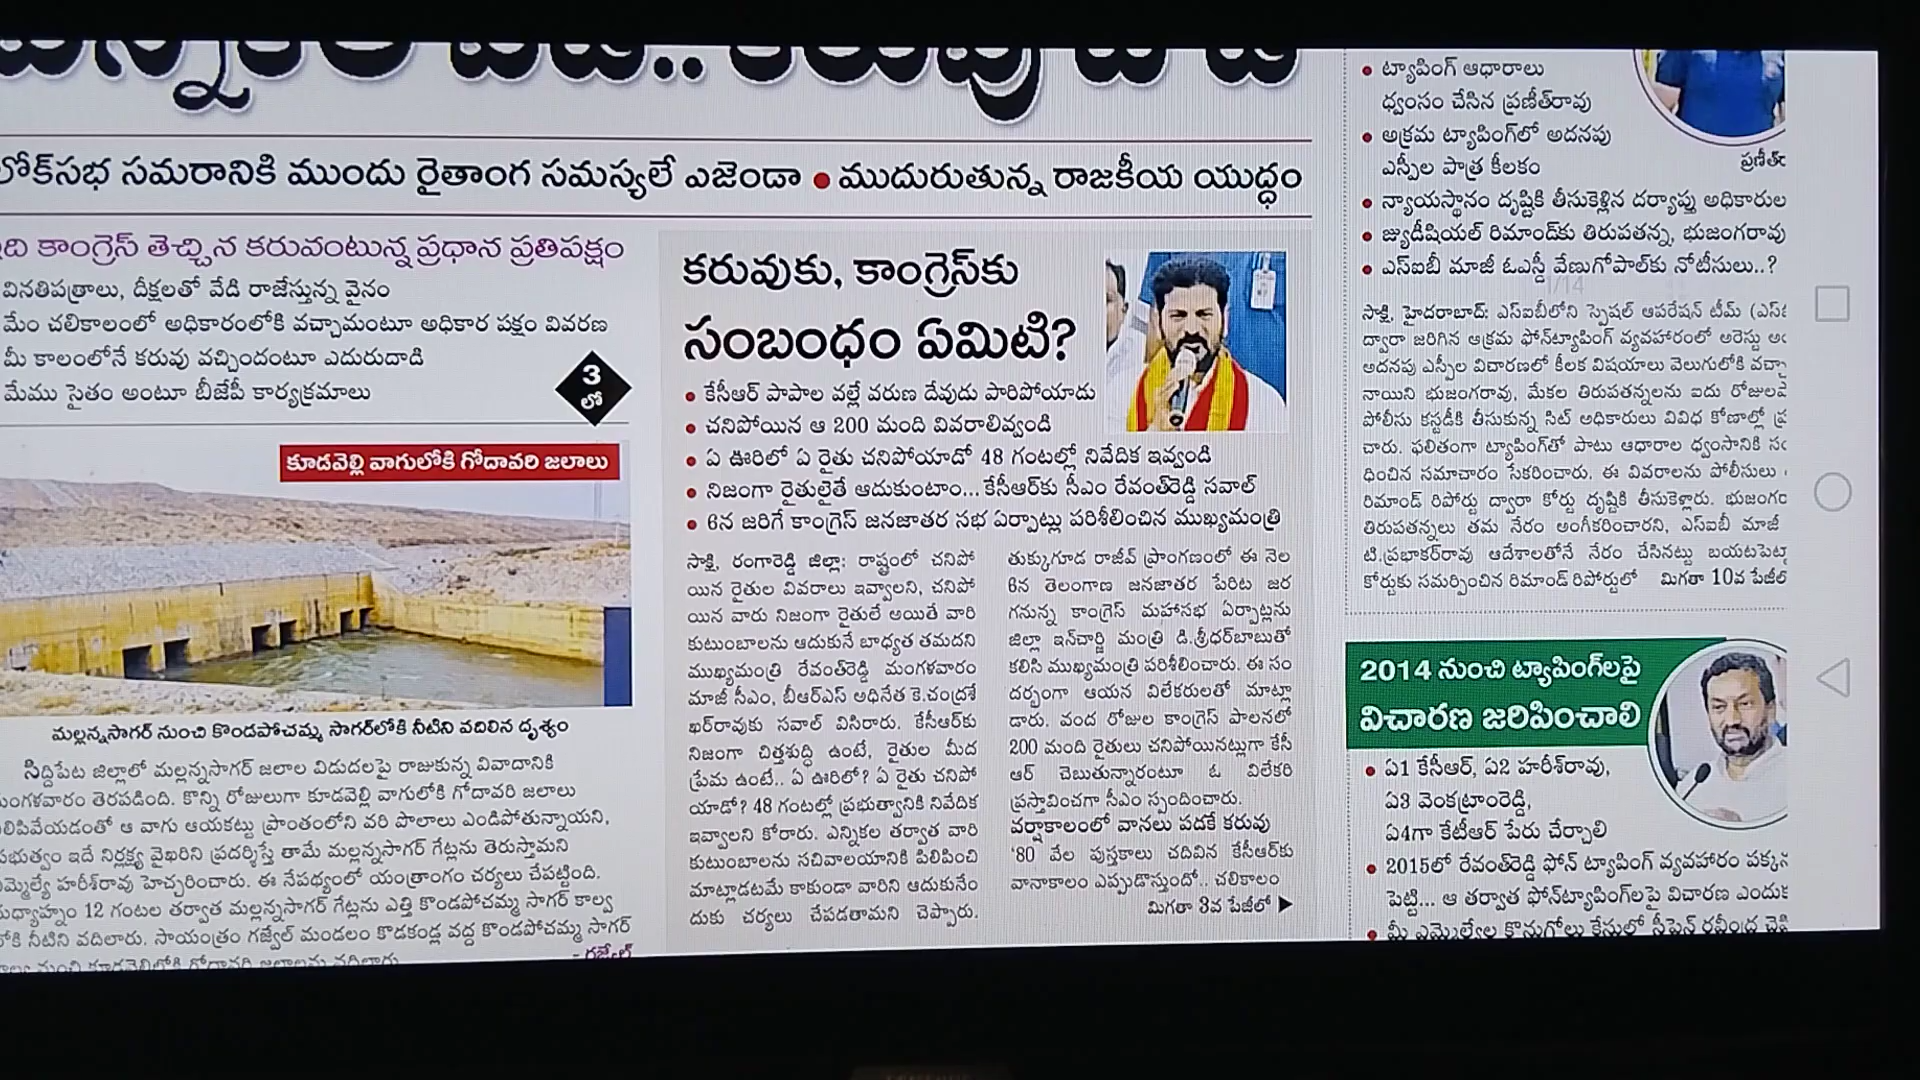 లోక్‌సభ సమరానికి ముందు రైతాంగ సమస్యలే ఎజెండా ● ముదురుతున్న రాజకీయ యుద్ధం
కాంగ్రెస్ తెచ్చిన కరువంటున్న ప్రధాన ప్రతిపక్షం
వినతిపత్రాలు, దీక్షలతో వేడి రాజేస్తున్న వైనం
మేం చలికాలంలో అధికారంలోకి వచ్చామంటూ అధికార పక్షం వివరణ
మీ కాలంలోనే కరువు వచ్చిందంటూ ఎదురుదాడి
మేము సైతం అంటూ బీజేపీ కార్యక్రమాలు
3లో
కూడవెల్లి వాగులోకి గోదావరి జలాలు
మల్లన్నసాగర్ నుంచి కొండపోచమ్మ సాగర్‌లోకి నీటిని వదిలిన దృశ్యం
సిద్దిపేట జిల్లాలో మల్లన్నసాగర్ జలాల విడుదలపై రాజుకున్న వివాదానికి
మంగళవారం తెరపడింది. కొన్ని రోజులుగా కూడవెల్లి వాగులోకి గోదావరి జలాలు
ఆ వాగు ఆయకట్టు ప్రాంతంలోని వరి పొలాలు ఎండిపోతున్నాయని,
ఇదే నిర్లక్ష్య వైఖరిని ప్రదర్శిస్తే తామే మల్లన్నసాగర్ గేట్లను తెరుస్తామని
హరీశ్‌రావు హెచ్చరించారు. ఈ నేపథ్యంలో యంత్రాంగం చర్యలు చేపట్టింది.
12 గంటల తర్వాత మల్లన్నసాగర్ గేట్లను ఎత్తి కొండపోచమ్మ సాగర్ కాల్వ
నీటిని వదిలారు. సాయంత్రం గజ్వేల్ మండలం కొడకండ్ల వద్ద కొండపోచమ్మ సాగర్
- గజ్వేల్
కరువుకు, కాంగ్రెస్‌కు
సంబంధం ఏమిటి?
● కేసీఆర్ పాపాల వల్లే వరుణ దేవుడు పారిపోయాడు
● చనిపోయిన ఆ 200 మంది వివరాలివ్వండి
● ఏ ఊరిలో ఏ రైతు చనిపోయాడో 48 గంటల్లో నివేదిక ఇవ్వండి
● నిజంగా రైతులైతే ఆదుకుంటాం... కేసీఆర్‌కు సీఎం రేవంత్‌రెడ్డి సవాల్
● 6న జరిగే కాంగ్రెస్ జనజాతర సభ ఏర్పాట్లు పరిశీలించిన ముఖ్యమంత్రి
సాక్షి, రంగారెడ్డి జిల్లా: రాష్ట్రంలో చనిపో
యిన రైతుల వివరాలు ఇవ్వాలని, చనిపో
యిన వారు నిజంగా రైతులే అయితే వారి
కుటుంబాలను ఆదుకునే బాధ్యత తమదని
ముఖ్యమంత్రి రేవంత్‌రెడ్డి మంగళవారం
మాజీ సీఎం, బీఆర్ఎస్ అధినేత కె.చంద్రశే
ఖర్‌రావుకు సవాల్ విసిరారు. కేసీఆర్‌కు
నిజంగా చిత్తశుద్ధి ఉంటే, రైతుల మీద
ప్రేమ ఉంటే.. ఏ ఊరిలో? ఏ రైతు చనిపో
యాడో? 48 గంటల్లో ప్రభుత్వానికి నివేదిక
ఇవ్వాలని కోరారు. ఎన్నికల తర్వాత వారి
కుటుంబాలను సచివాలయానికి పిలిపించి
మాట్లాడటమే కాకుండా వారిని ఆదుకునేం
దుకు చర్యలు చేపడతామని చెప్పారు.
తుక్కుగూడ రాజీవ్ ప్రాంగణంలో ఈ నెల
6న తెలంగాణ జనజాతర పేరిట జర
గనున్న కాంగ్రెస్ మహాసభ ఏర్పాట్లను
జిల్లా ఇన్‌చార్జి మంత్రి డి.శ్రీధర్‌బాబుతో
కలిసి ముఖ్యమంత్రి పరిశీలించారు. ఈ సం
దర్భంగా ఆయన విలేకరులతో మాట్లా
డారు. వంద రోజుల కాంగ్రెస్ పాలనలో
200 మంది రైతులు చనిపోయినట్లుగా కేసీ
ఆర్ చెబుతున్నారంటూ ఓ విలేకరి
ప్రస్తావించగా సీఎం స్పందించారు.
వర్షాకాలంలో వానలు పడకే కరువు
'80 వేల పుస్తకాలు చదివిన కేసీఆర్‌కు
వానాకాలం ఎప్పుడొస్తుందో.. చలికాలం
మిగతా 3వ పేజీలో ▶
● ట్యాపింగ్ ఆధారాలు
ధ్వంసం చేసిన ప్రణీత్‌రావు
● అక్రమ ట్యాపింగ్‌లో అదనపు
ఎస్పీల పాత్ర కీలకం
● న్యాయస్థానం దృష్టికి తీసుకెళ్లిన దర్యాప్తు అధికారుల
● జ్యుడీషియల్ రిమాండ్‌కు తిరుపతన్న, భుజంగరావు
● ఎస్ఐబీ మాజీ ఓఎస్డీ వేణుగోపాల్‌కు నోటీసులు..?
1/14
సాక్షి, హైదరాబాద్: ఎస్ఐబీలోని స్పెషల్ ఆపరేషన్ టీమ్
ద్వారా జరిగిన అక్రమ ఫోన్‌ట్యాపింగ్ వ్యవహారంలో అరెస్టు
అదనపు ఎస్పీల విచారణలో కీలక విషయాలు వెలుగులోకి
నాయిని భుజంగరావు, మేకల తిరుపతన్నలను ఐదు
పోలీసు కస్టడీకి తీసుకున్న సిట్ అధికారులు వివిధ కోణాల్లో
చారు. ఫలితంగా ట్యాపింగ్‌తో పాటు ఆధారాల ధ్వంసానికి
ధించిన సమాచారం సేకరించారు. ఈ వివరాలను పోలీసులు
రిమాండ్ రిపోర్టు ద్వారా కోర్టు దృష్టికి తీసుకెళ్లారు.
తిరుపతన్నలు తమ నేరం అంగీకరించారని, ఎస్ఐబీ మాజీ
టి.ప్రభాకర్‌రావు ఆదేశాలతోనే నేరం చేసినట్టు
కోర్టుకు సమర్పించిన రిమాండ్ రిపోర్టులో మిగతా 10వ పేజీలో
2014 నుంచి ట్యాపింగ్‌లపై
విచారణ జరిపించాలి
● ఏ1 కేసీఆర్, ఏ2 హరీశ్‌రావు,
ఏ3 వెంకట్రాంరెడ్డి,
ఏ4గా కేటీఆర్ పేరు చేర్చాలి
● 2015లో రేవంత్‌రెడ్డి ఫోన్ ట్యాపింగ్ వ్యవహారం
పెట్టి... ఆ తర్వాత ఫోన్‌ట్యాపింగ్‌లపై విచారణ
● మీ ఎమ్మెల్యేల కొనుగోలు కేసులో